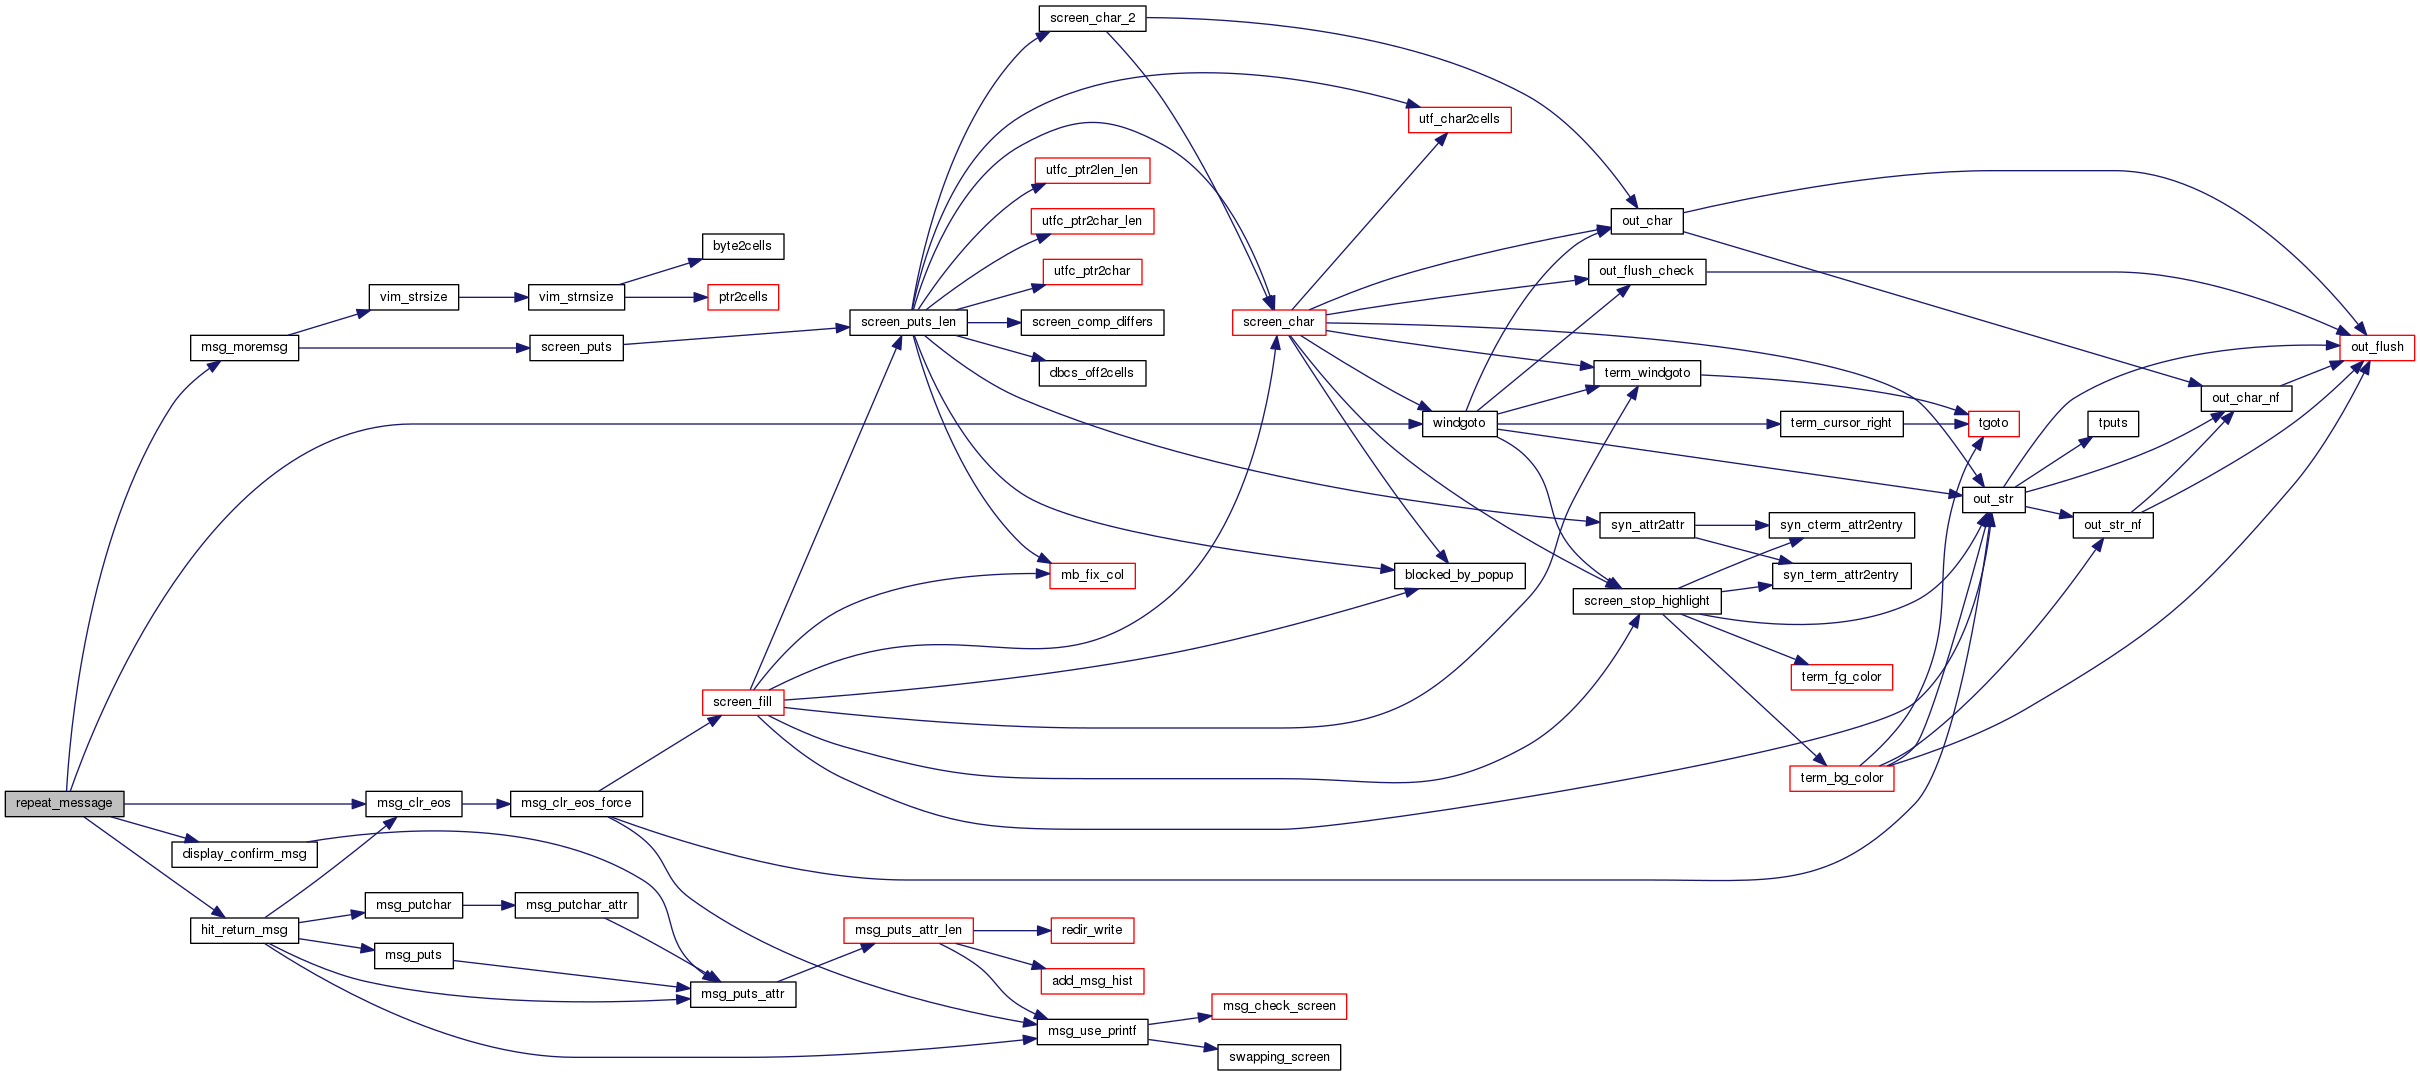 repeat_message
msg_moremsg
display_confirm_msg
hit_return_msg
vim_strsize
msg_clr_eos
msg_putchar
msg_puts
vim_strnsize
screen_puts
msg_clr_eos_force
msg_putchar_attr
byte2cells
ptr2cells
screen_fill
msg_puts_attr
screen_puts_len
msg_puts_attr_len
screen_char_2
utfc_ptr2len_len
utfc_ptr2char_len
utfc_ptr2char
screen_comp_differs
dbcs_off2cells
mb_fix_col
redir_write
add_msg_hist
msg_use_printf
screen_char
msg_check_screen
swapping_screen
utf_char2cells
windgoto
blocked_by_popup
out_char
out_flush_check
term_windgoto
syn_attr2attr
screen_stop_highlight
term_cursor_right
syn_cterm_attr2entry
syn_term_attr2entry
term_fg_color
term_bg_color
tgoto
out_str
tputs
out_str_nf
out_char_nf
out_flush